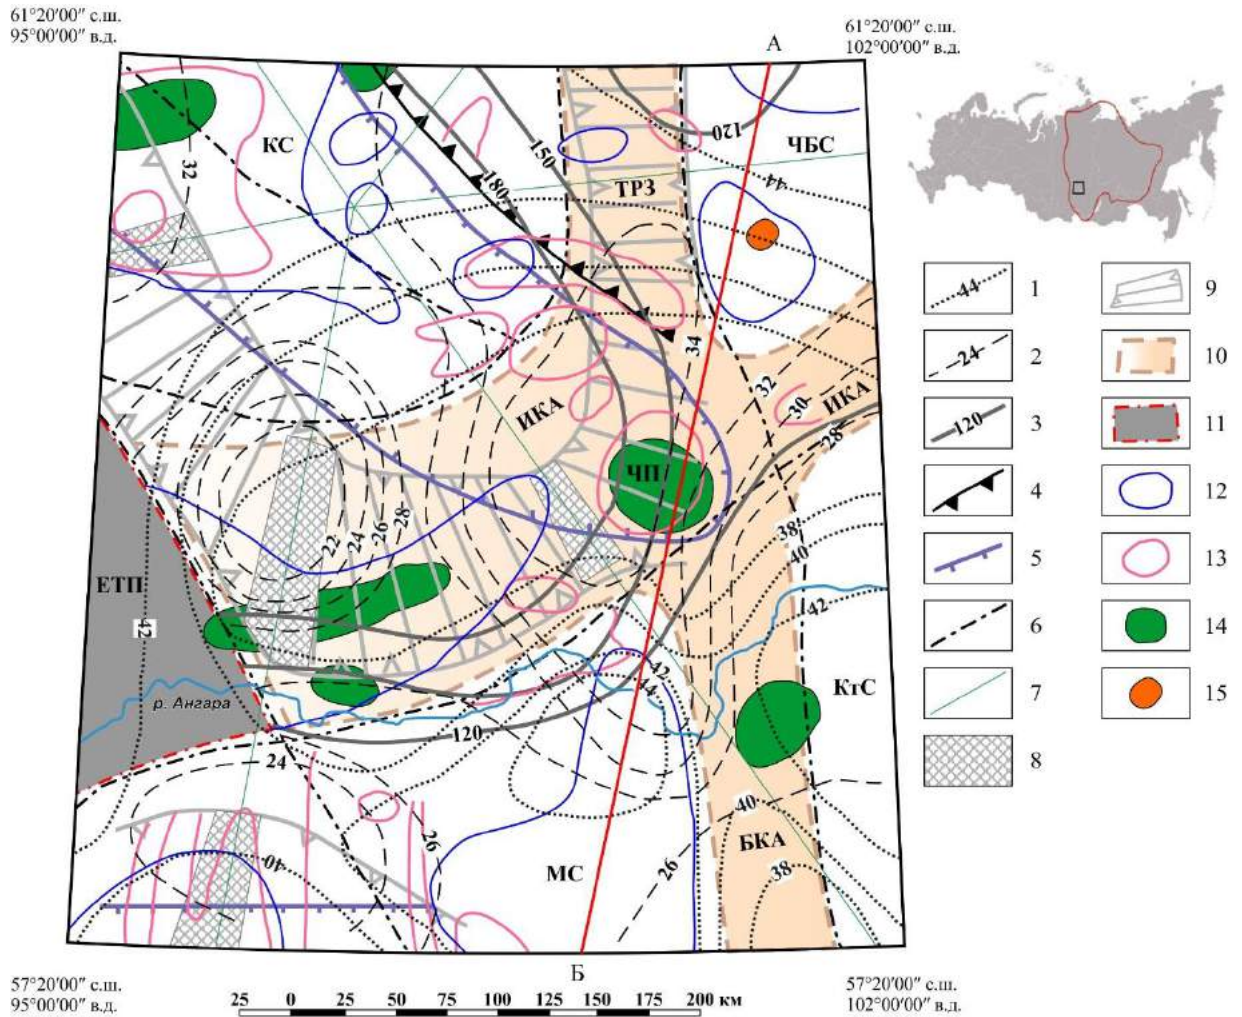 61°20′00″ с.ш.
95°00′00″ в.д.
61°20′00″ с.ш.
102°00′00″ в.д.
А
КС
ЧБС
ТРЗ
120
150
180
44
32
34
32
30
28
ИКА
ИКА
ЧП
22
24
26
28
38
40
42
ЕТП
42
42
44
КтС
р. Ангара
120
24
26
40
40
38
26
БКА
МС
Б
44 1
24 2
120 3
4
5
6
7
8
9
10
11
12
13
14
15
57°20′00″ с.ш.
95°00′00″ в.д.
57°20′00″ с.ш.
102°00′00″ в.д.
25 0 25 50 75 100 125 150 175 200 км